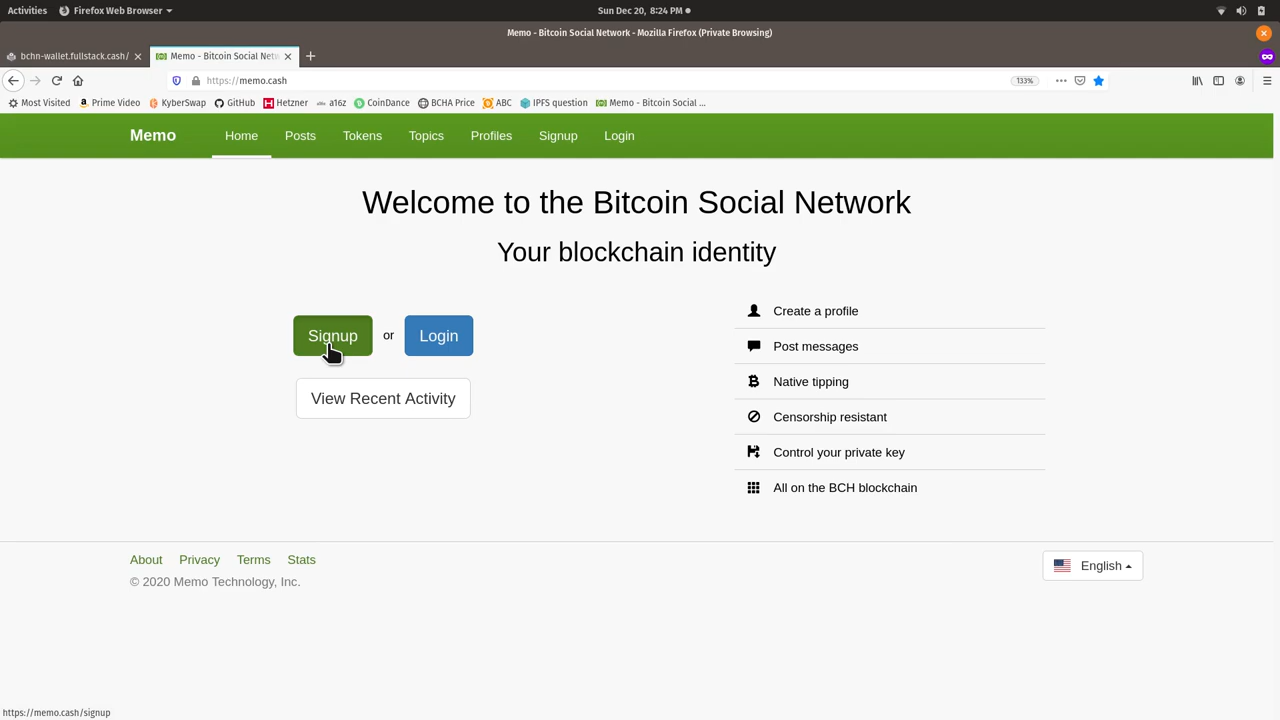 Activities Firefox Web Browser Sun Dec 20, 8:24 PM
Memo - Bitcoin Social Network - Mozilla Firefox (Private Browsing)
bchn-wallet.fullstack.cash/ Memo - Bitcoin Social Netw
https://memo.cash 133%
Most Visited Prime Video KyberSwap GitHub Hetzner a16z CoinDance BCHA Price ABC IPFS question Memo - Bitcoin Social ...
Memo Home Posts Tokens Topics Profiles Signup Login
Welcome to the Bitcoin Social Network
Your blockchain identity
Signup or Login
View Recent Activity
Create a profile
Post messages
Native tipping
Censorship resistant
Control your private key
All on the BCH blockchain
About Privacy Terms Stats
© 2020 Memo Technology, Inc.
English
https://memo.cash/signup